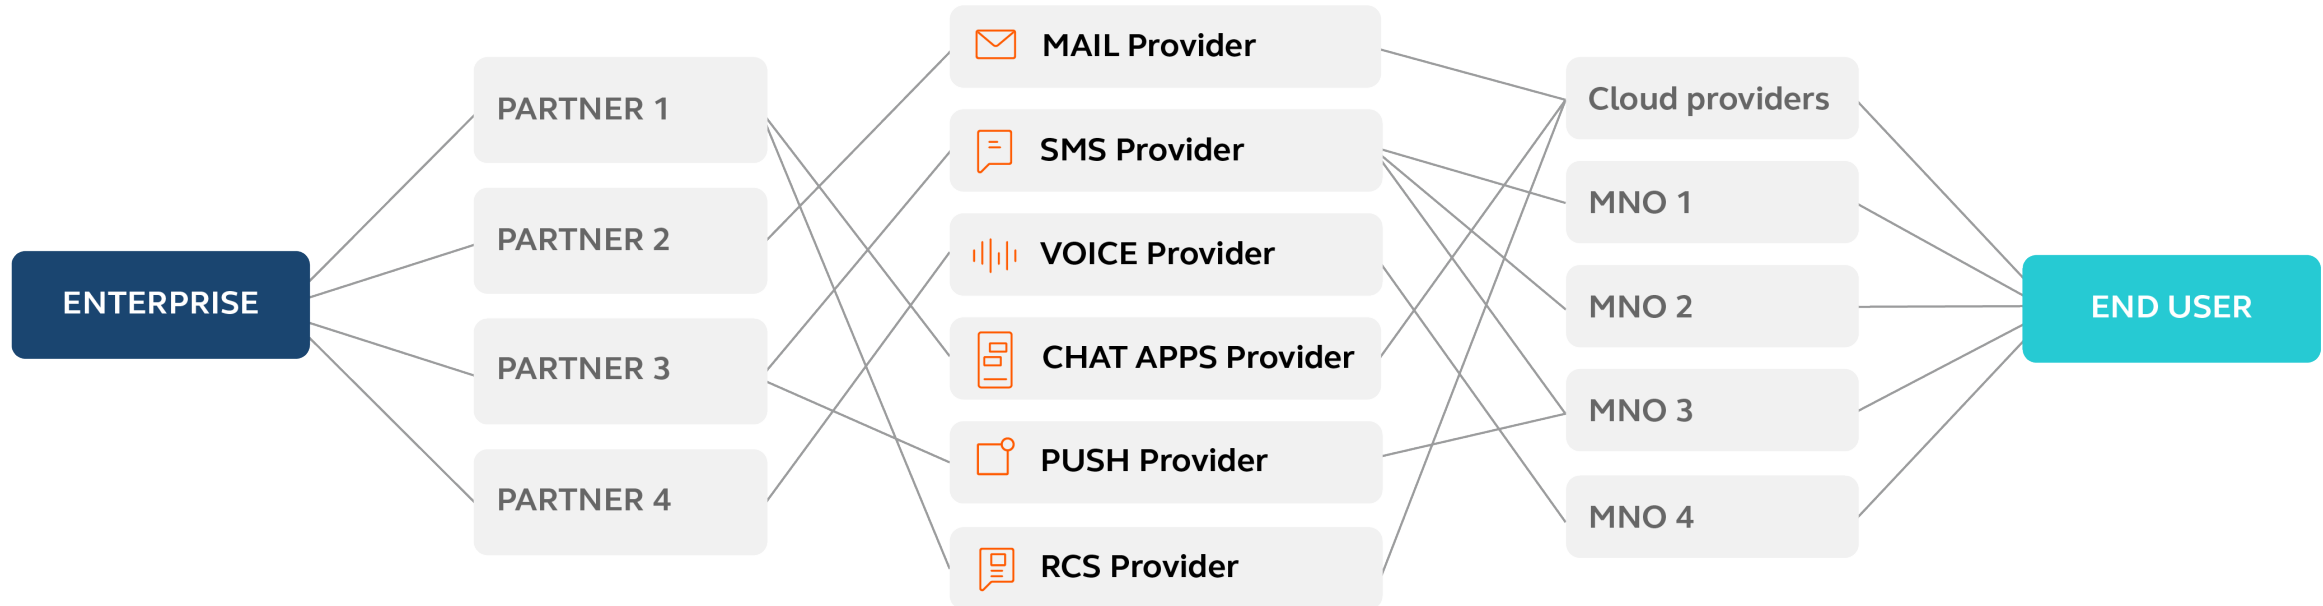 ENTERPRISE
PARTNER 1
PARTNER 2
PARTNER 3
PARTNER 4
MAIL Provider
SMS Provider
VOICE Provider
CHAT APPS Provider
PUSH Provider
RCS Provider
Cloud providers
MNO 1
MNO 2
MNO 3
MNO 4
END USER